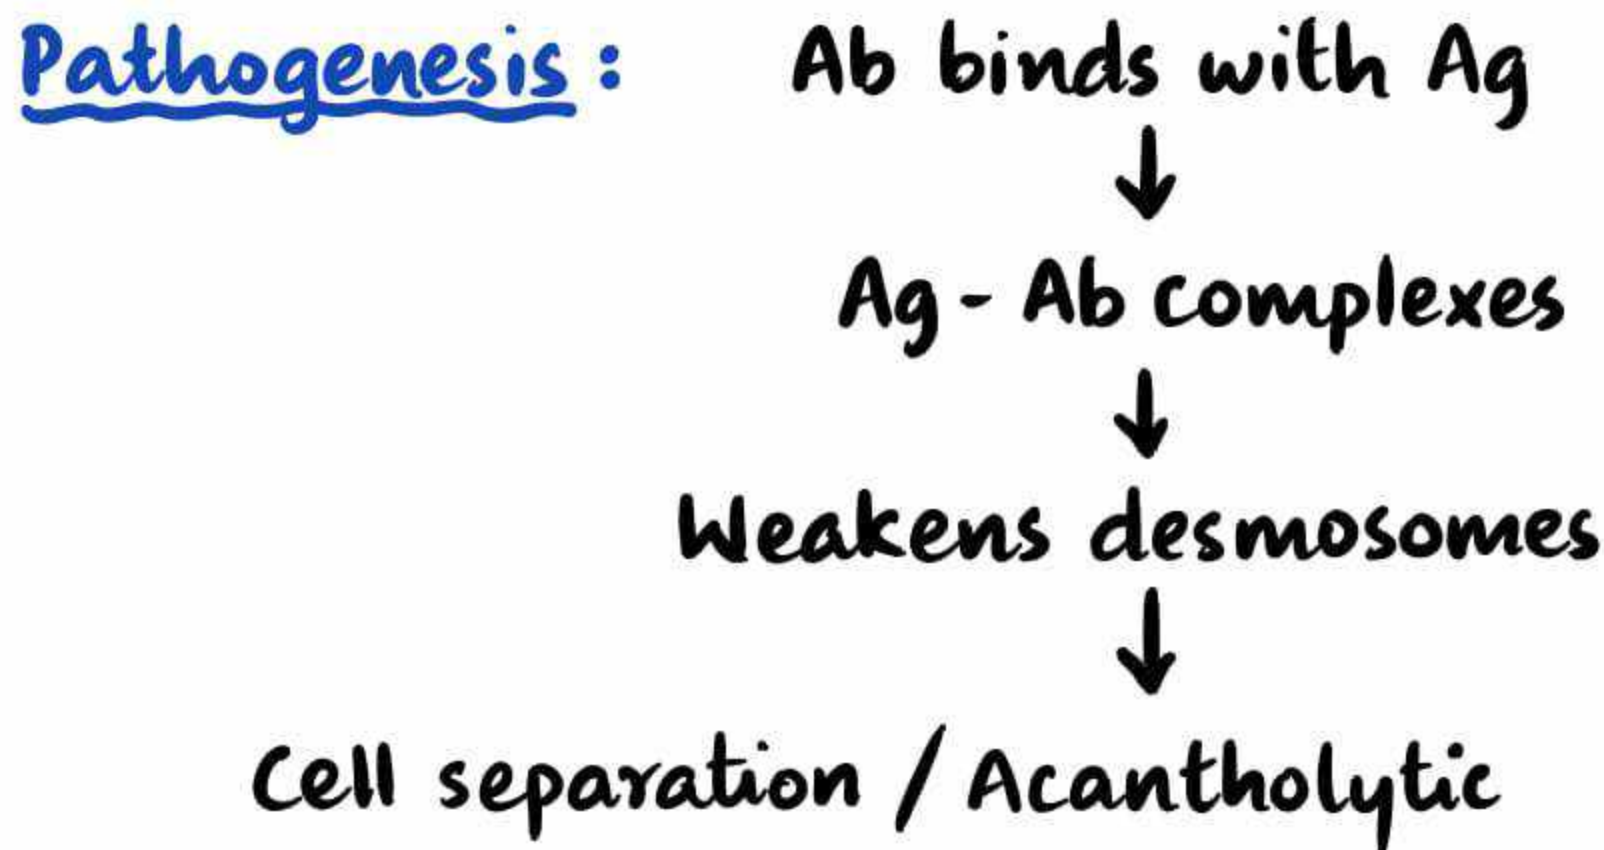 Pathogenesis : Ab binds with Ag
↓
Ag - Ab complexes
↓
Weakens desmosomes
↓
Cell separation / Acantholytic